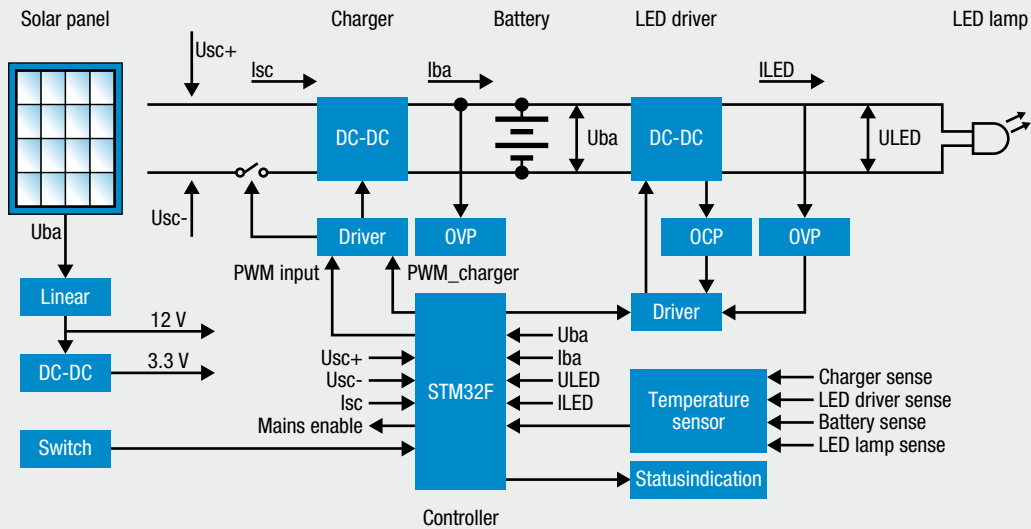 Solar panel
Charger
Battery
LED driver
LED lamp
Usc+
Isc
Iba
ILED
DC-DC
Uba
DC-DC
ULED
Usc-
Uba
Driver
OVP
OCP
OVP
PWM input
PWM_charger
Linear
Driver
12 V
DC-DC
3.3 V
STM32F
Usc+
Usc-
Isc
Mains enable
Uba
Iba
ULED
ILED
Temperature
sensor
Charger sense
LED driver sense
Battery sense
LED lamp sense
Switch
Statusindication
Controller